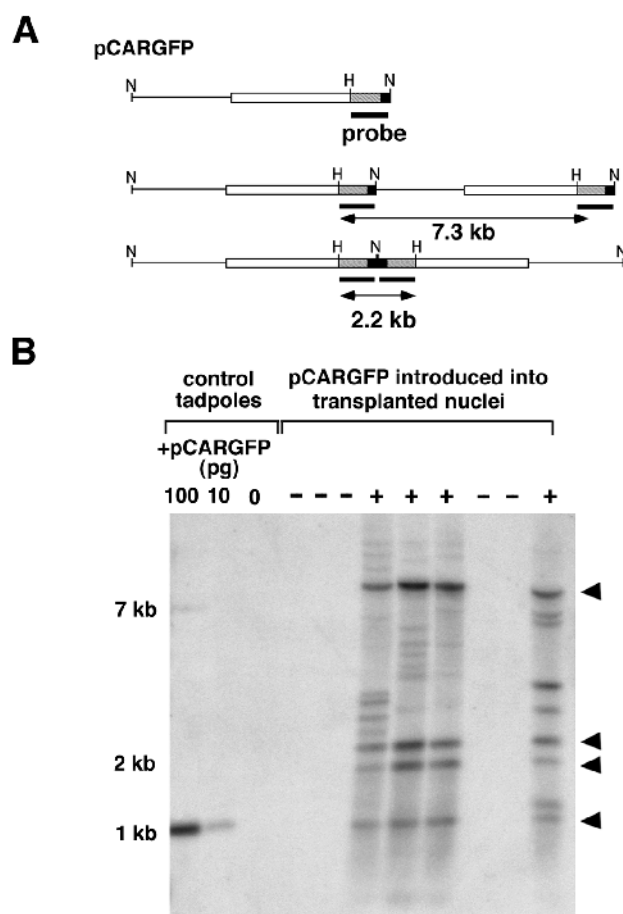 A
pCARGFP
N H N
probe
N H N H N
7.3 kb
N H N H N
2.2 kb
B
control tadpoles
pCARGFP introduced into transplanted nuclei
+pCARGFP (pg)
100 10 0 - - - + + + - - +
7 kb
2 kb
1 kb